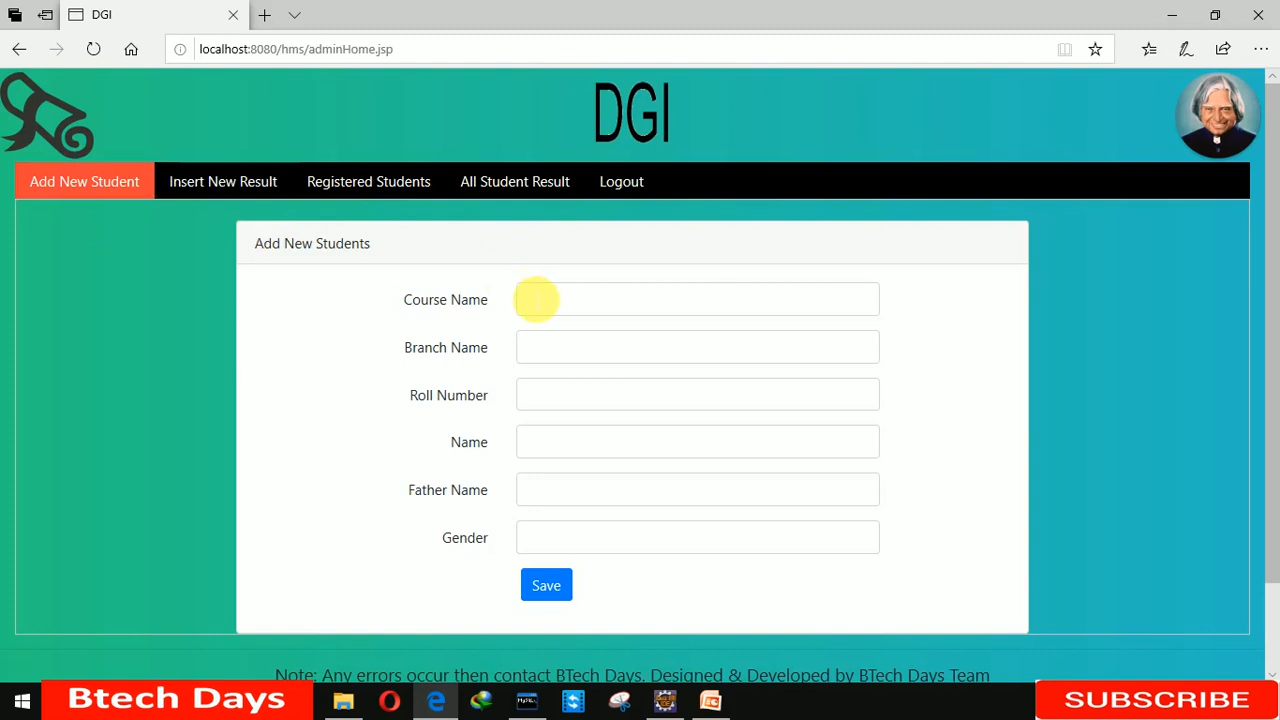 DGI
localhost:8080/hms/adminHome.jsp
DGI
Add New Student
Insert New Result
Registered Students
All Student Result
Logout
Add New Students
Course Name
Branch Name
Roll Number
Name
Father Name
Gender
Save
Note: Any errors occur then contact BTech Days. Designed & Developed by BTech Days Team
Btech Days
SUBSCRIBE